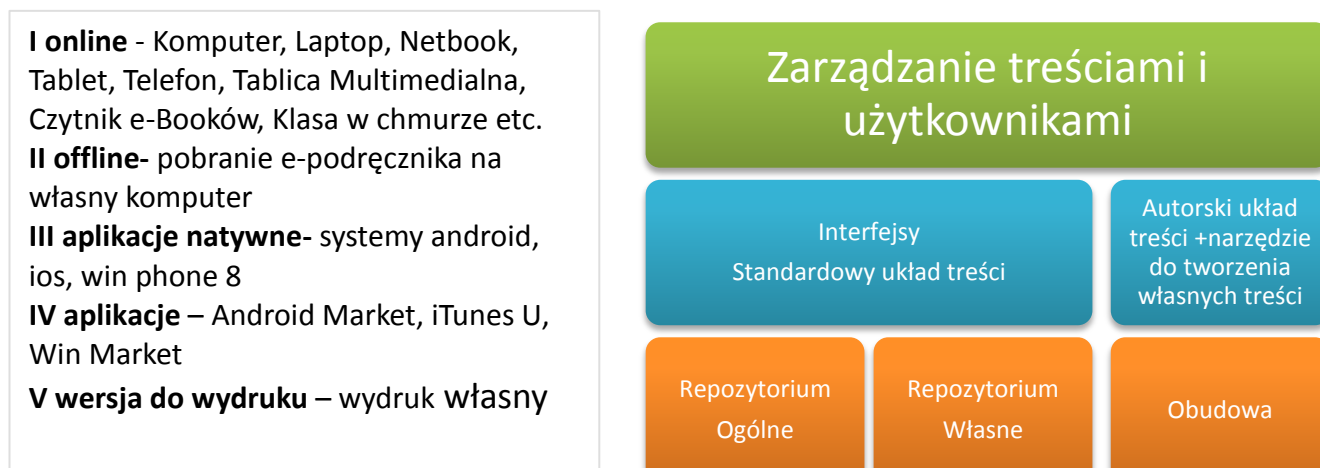 I online - Komputer, Laptop, Netbook,
Tablet, Telefon, Tablica Multimedialna,
Czytnik e-Booków, Klasa w chmurze etc.
II offline- pobranie e-podręcznika na
własny komputer
III aplikacje natywne- systemy android,
ios, win phone 8
IV aplikacje – Android Market, iTunes U,
Win Market
V wersja do wydruku – wydruk własny
Zarządzanie treściami i
użytkownikami
Interfejsy
Standardowy układ treści
Autorski układ
treści +narzędzie
do tworzenia
własnych treści
Repozytorium
Ogólne
Repozytorium
Własne
Obudowa